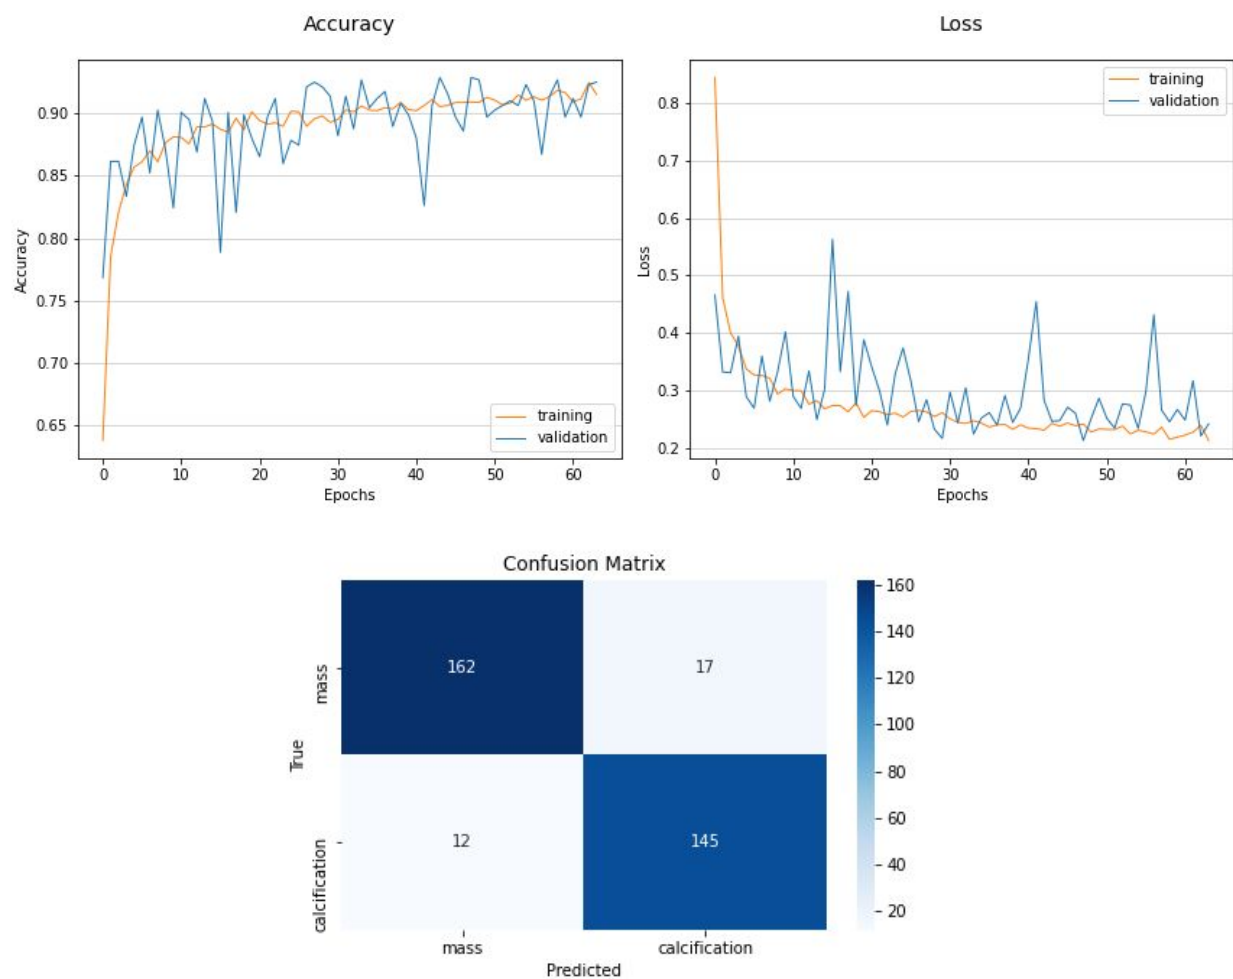 Accuracy
0.90
0.85
0.80
0.75
0.70
0.65
Accuracy
training
validation
0 10 20 30 40 50 60
Epochs
Loss
0.8
0.7
0.6
0.5
0.4
0.3
0.2
Loss
training
validation
0 10 20 30 40 50 60
Epochs
Confusion Matrix
True
mass
calcification
162 17
12 145
mass calcification
Predicted
160
140
120
100
80
60
40
20